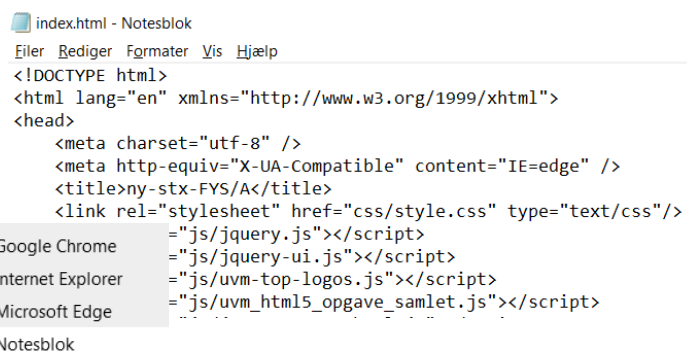 index.html - Notesblok
Filer Rediger Formater Vis Hjælp
<!DOCTYPE html>
<html lang="en" xmlns="http://www.w3.org/1999/xhtml">
<head>
<meta charset="utf-8" />
<meta http-equiv="X-UA-Compatible" content="IE=edge" />
<title>ny-stx-FYS/A</title>
<link rel="stylesheet" href="css/style.css" type="text/css"/>
="js/jquery.js"></script>
Google Chrome
="js/jquery-ui.js"></script>
nternet Explorer
="js/uvm-top-logos.js"></script>
="js/uvm_html5_opgave_samlet.js"></script>
Microsoft Edge
Notesblok